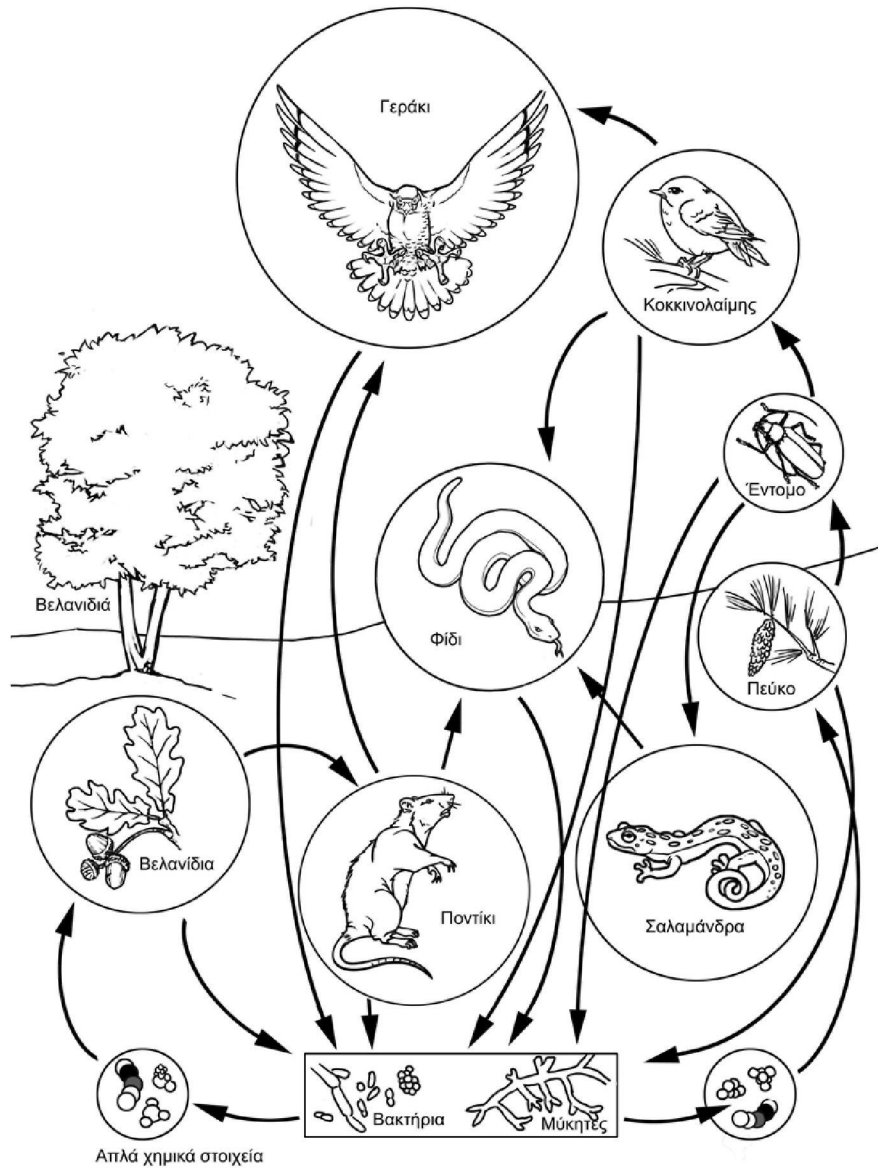 Γεράκι
Κοκκινολαίμης
Έντομο
Βελανιδιά
Φίδι
Πεύκο
Βελανίδια
Ποντίκι
Σαλαμάνδρα
Βακτήρια
Μύκητες
Απλά χημικά στοιχεία